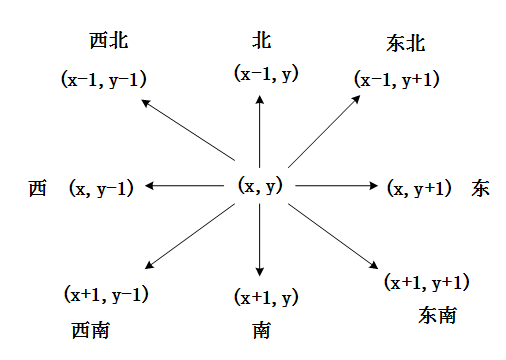 西北
北
东北
(x-1, y-1)
(x-1, y)
(x-1, y+1)
西 (x, y-1)
(x, y)
(x, y+1) 东
(x+1, y-1)
(x+1, y)
(x+1, y+1)
西南
南
东南